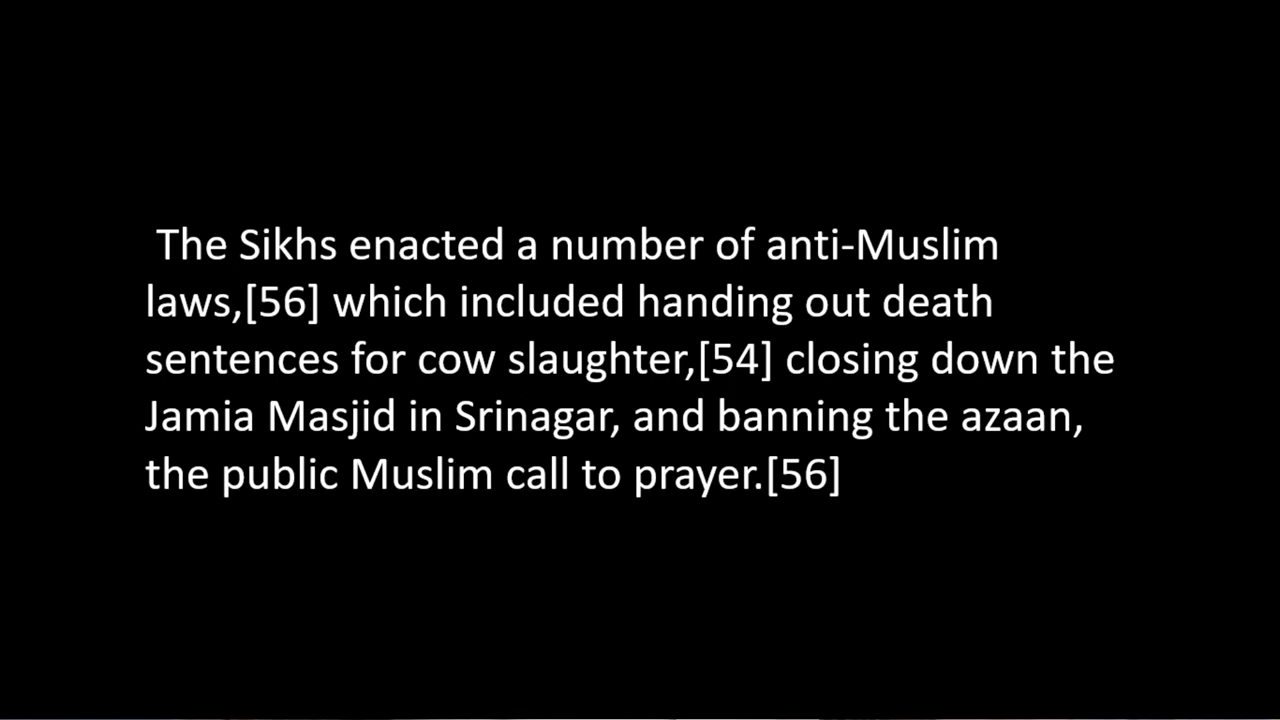 The Sikhs enacted a number of anti-Muslim
laws,[56] which included handing out death
sentences for cow slaughter,[54] closing down the
Jamia Masjid in Srinagar, and banning the azaan,
the public Muslim call to prayer.[56]